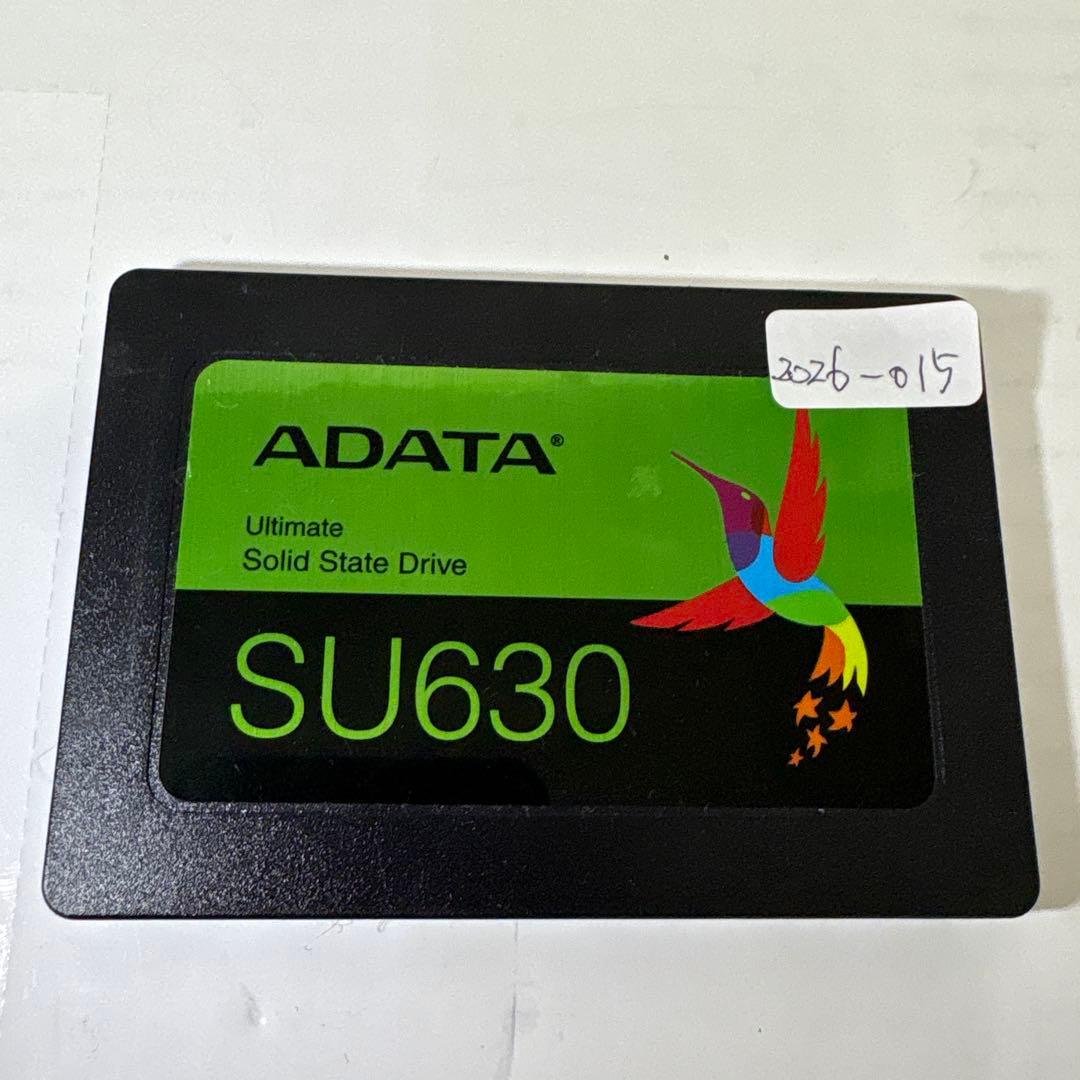 2026-015
ADATA®
Ultimate
Solid State Drive
SU630